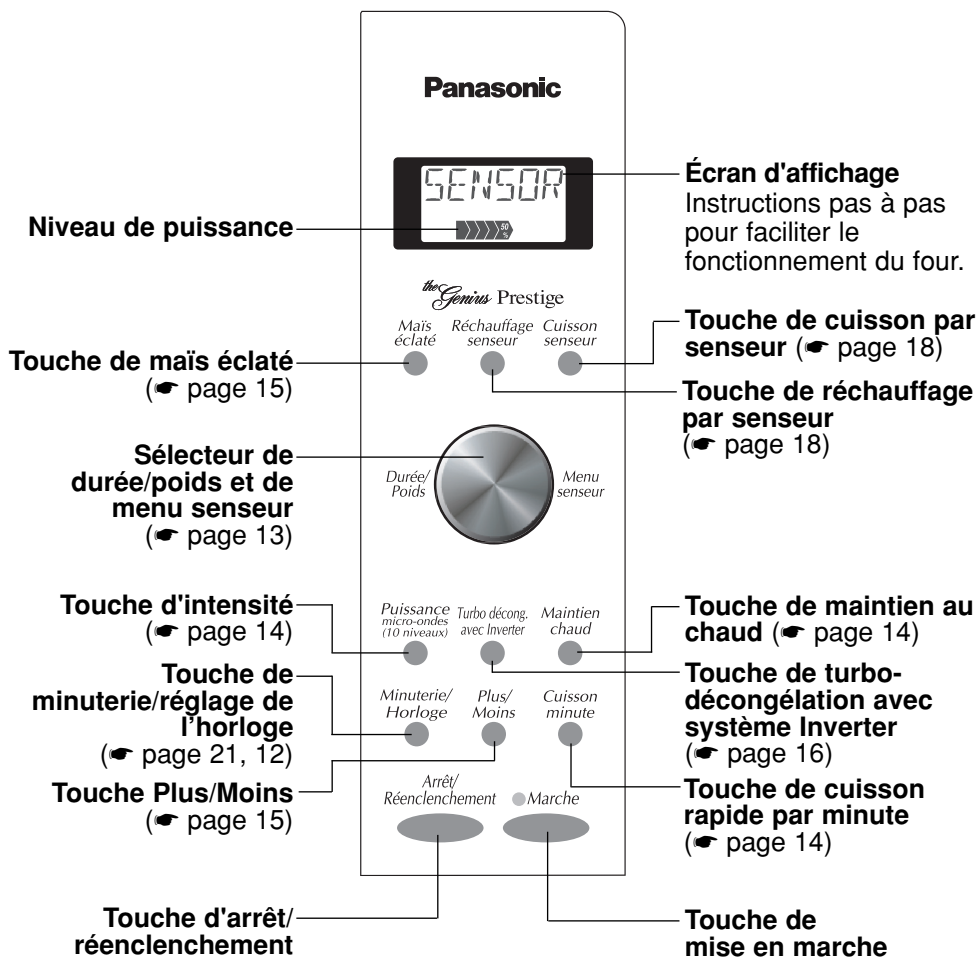 Panasonic
SENSOR
50
%
the Genius Prestige
Maïs
éclaté
Réchauffage
senseur
Cuisson
senseur
Durée/
Poids
Menu
senseur
Puissance
micro-ondes
(10 niveaux)
Turbo décong.
avec Inverter
Maintien
chaud
Minuterie/
Horloge
Plus/
Moins
Cuisson
minute
Arrêt/
Réenclenchement
Marche
Niveau de puissance
Touche de maïs éclaté
(☛ page 15)
Sélecteur de
durée/poids et de
menu senseur
(☛ page 13)
Touche d'intensité
(☛ page 14)
Touche de
minuterie/réglage de
l'horloge
(☛ page 21, 12)
Touche Plus/Moins
(☛ page 15)
Touche d'arrêt/
réenclenchement
Écran d'affichage
Instructions pas à pas
pour faciliter le
fonctionnement du four.
Touche de cuisson par
senseur (☛ page 18)
Touche de réchauffage
par senseur
(☛ page 18)
Touche de maintien au
chaud (☛ page 14)
Touche de turbo-
décongélation avec
système Inverter
(☛ page 16)
Touche de cuisson
rapide par minute
(☛ page 14)
Touche de
mise en marche